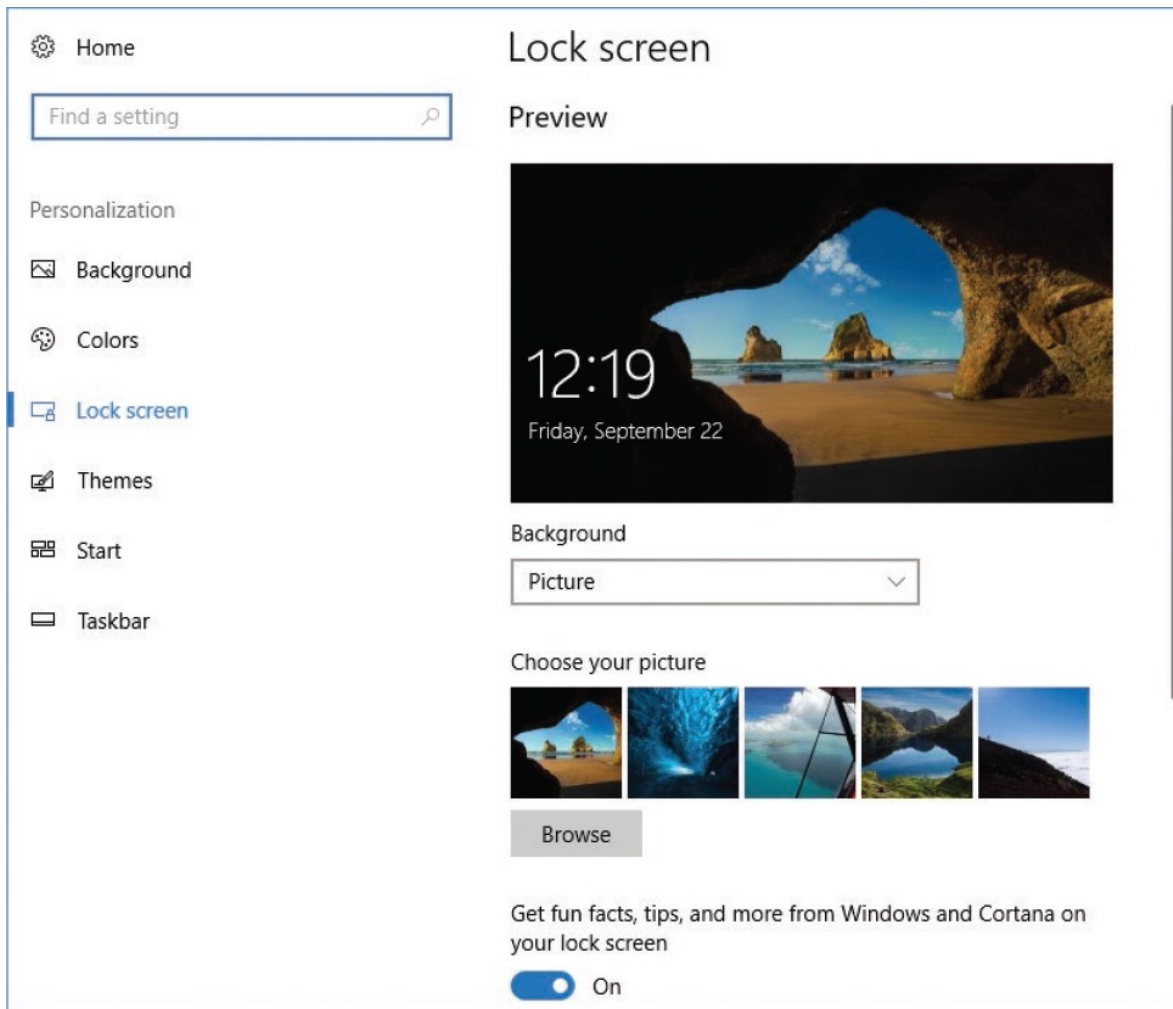 Home
Find a setting
Personalization
Background
Colors
Lock screen
Themes
Start
Taskbar
Lock screen
Preview
12:19
Friday, September 22
Background
Picture
Choose your picture
Browse
Get fun facts, tips, and more from Windows and Cortana on
your lock screen
On